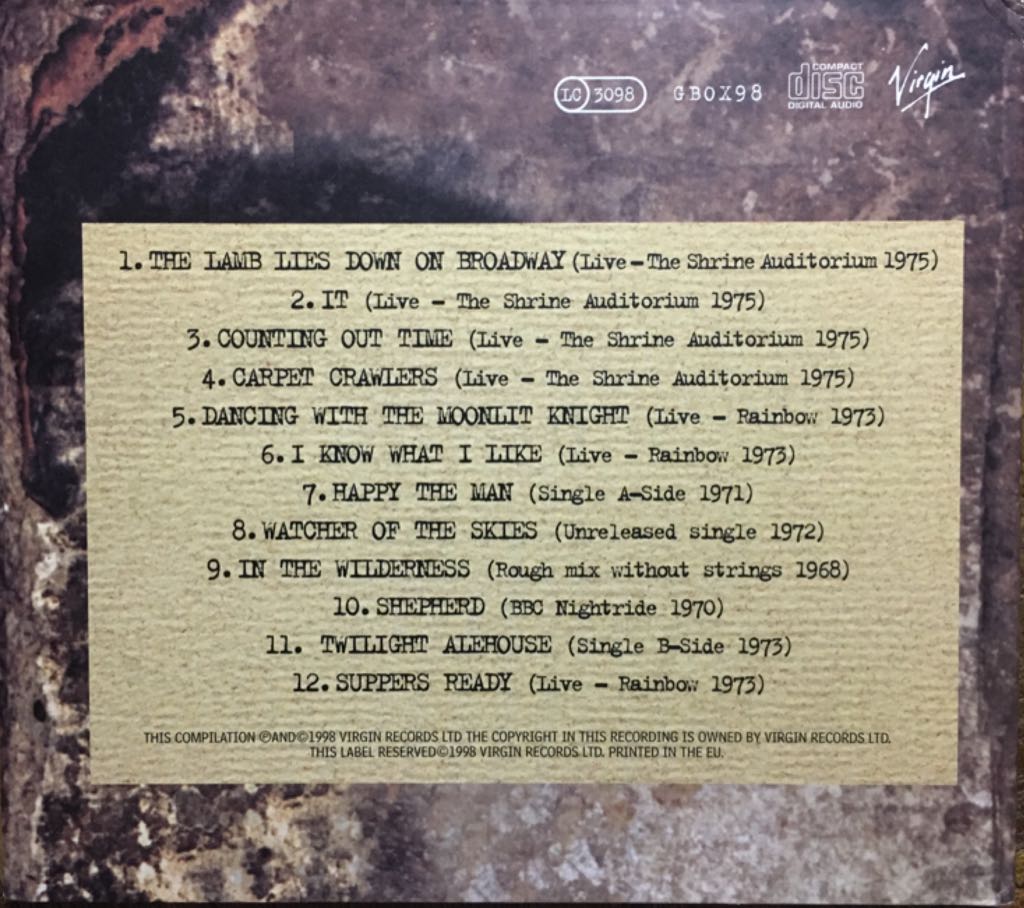 LC 3098 GBOX98 COMPACT disc DIGITAL AUDIO Virgin
1. THE LAMB LIES DOWN ON BROADWAY (Live - The Shrine Auditorium 1975)
2. IT (Live - The Shrine Auditorium 1975)
3. COUNTING OUT TIME (Live - The Shrine Auditorium 1975)
4. CARPET CRAWLERS (Live - The Shrine Auditorium 1975)
5. DANCING WITH THE MOONLIT KNIGHT (Live - Rainbow 1973)
6. I KNOW WHAT I LIKE (Live - Rainbow 1973)
7. HAPPY THE MAN (Single A-Side 1971)
8. WATCHER OF THE SKIES (Unreleased single 1972)
9. IN THE WILDERNESS (Rough mix without strings 1968)
10. SHEPHERD (BBC Nightride 1970)
11. TWILIGHT ALEHOUSE (Single B-Side 1973)
12. SUPPERS READY (Live - Rainbow 1973)
THIS COMPILATION ℗AND©1998 VIRGIN RECORDS LTD THE COPYRIGHT IN THIS RECORDING IS OWNED BY VIRGIN RECORDS LTD.
THIS LABEL RESERVED©1998 VIRGIN RECORDS LTD. PRINTED IN THE EU.